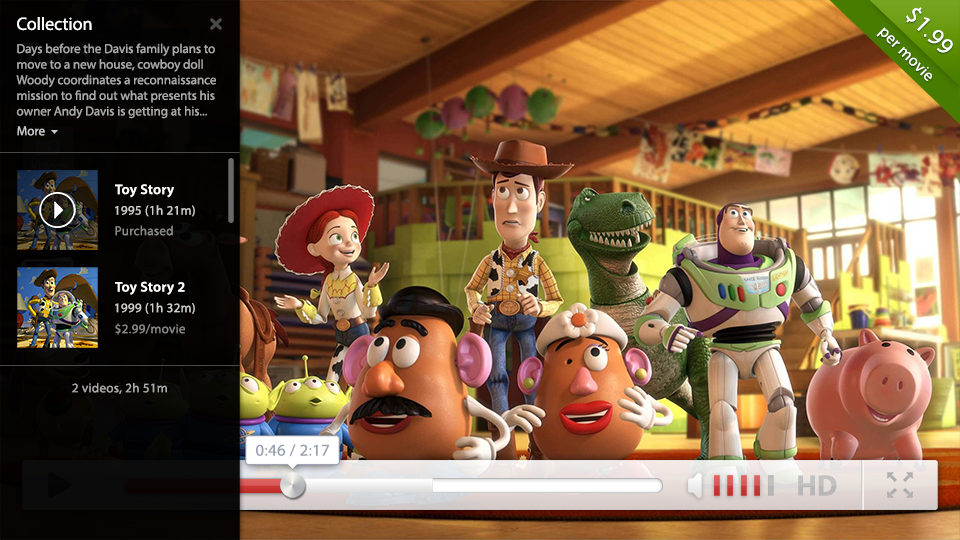 Collection
Days before the Davis family plans to
move to a new house, cowboy doll
Woody coordinates a reconnaissance
mission to find out what presents his
owner Andy Davis is getting at his...
More
Toy Story
1995 (1h 21m)
Purchased
Toy Story 2
1999 (1h 32m)
$2.99/movie
2 videos, 2h 51m
$1.99
per movie
0:46 / 2:17
HD